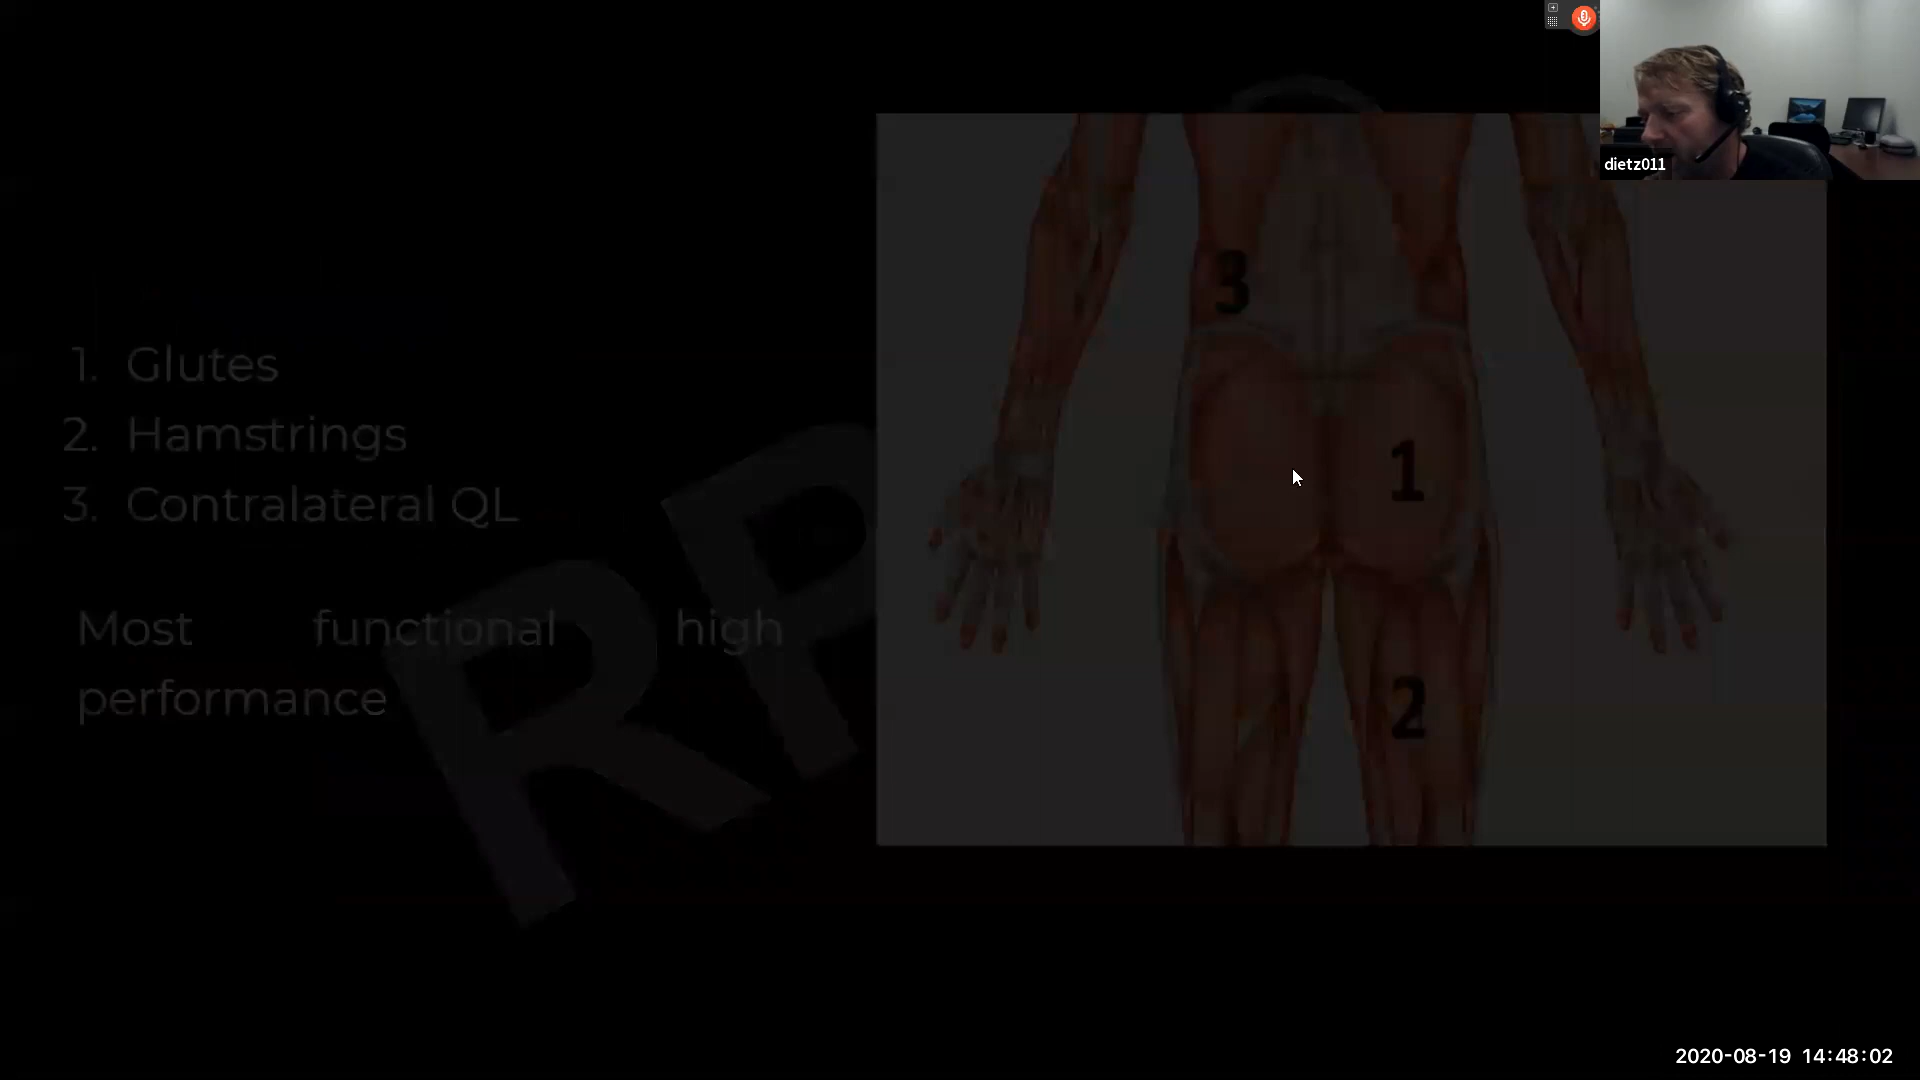 dietz011
3
1. Glutes
1
2. Hamstrings
3. Contralateral QL
RP
Most functional high
performance
2
2020-08-19 14:48:02